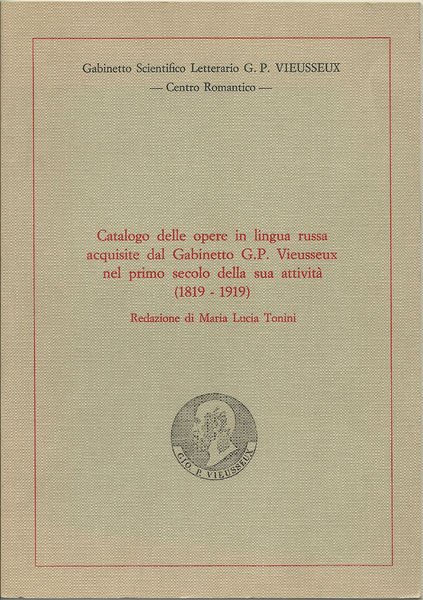 Gabinetto Scientifico Letterario G. P. VIEUSSEUX
— Centro Romantico —
Catalogo delle opere in lingua russa
acquisite dal Gabinetto G.P. Vieusseux
nel primo secolo della sua attività
(1819 - 1919)
Redazione di Maria Lucia Tonini
GIO. P. VIEUSSEUX